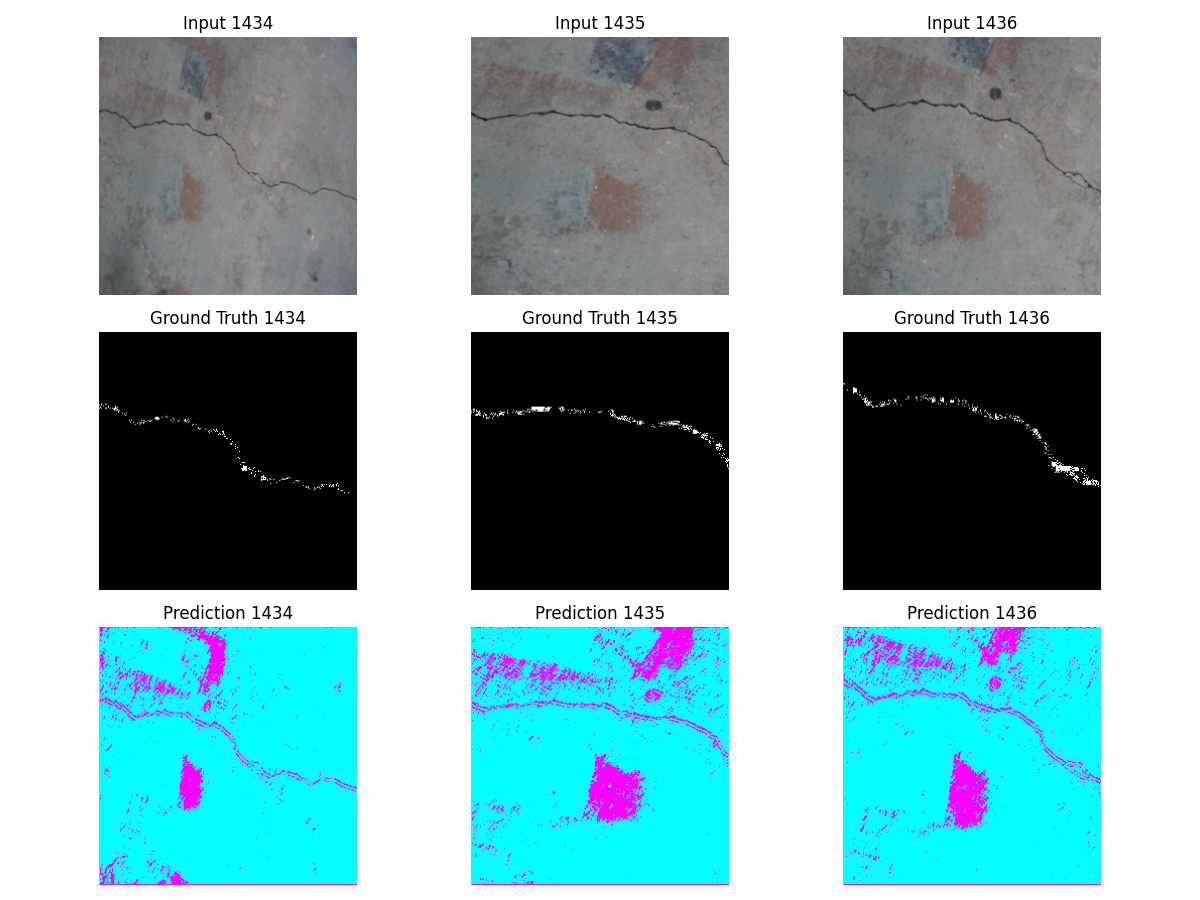 Input 1434
Input 1435
Input 1436
Ground Truth 1434
Ground Truth 1435
Ground Truth 1436
Prediction 1434
Prediction 1435
Prediction 1436